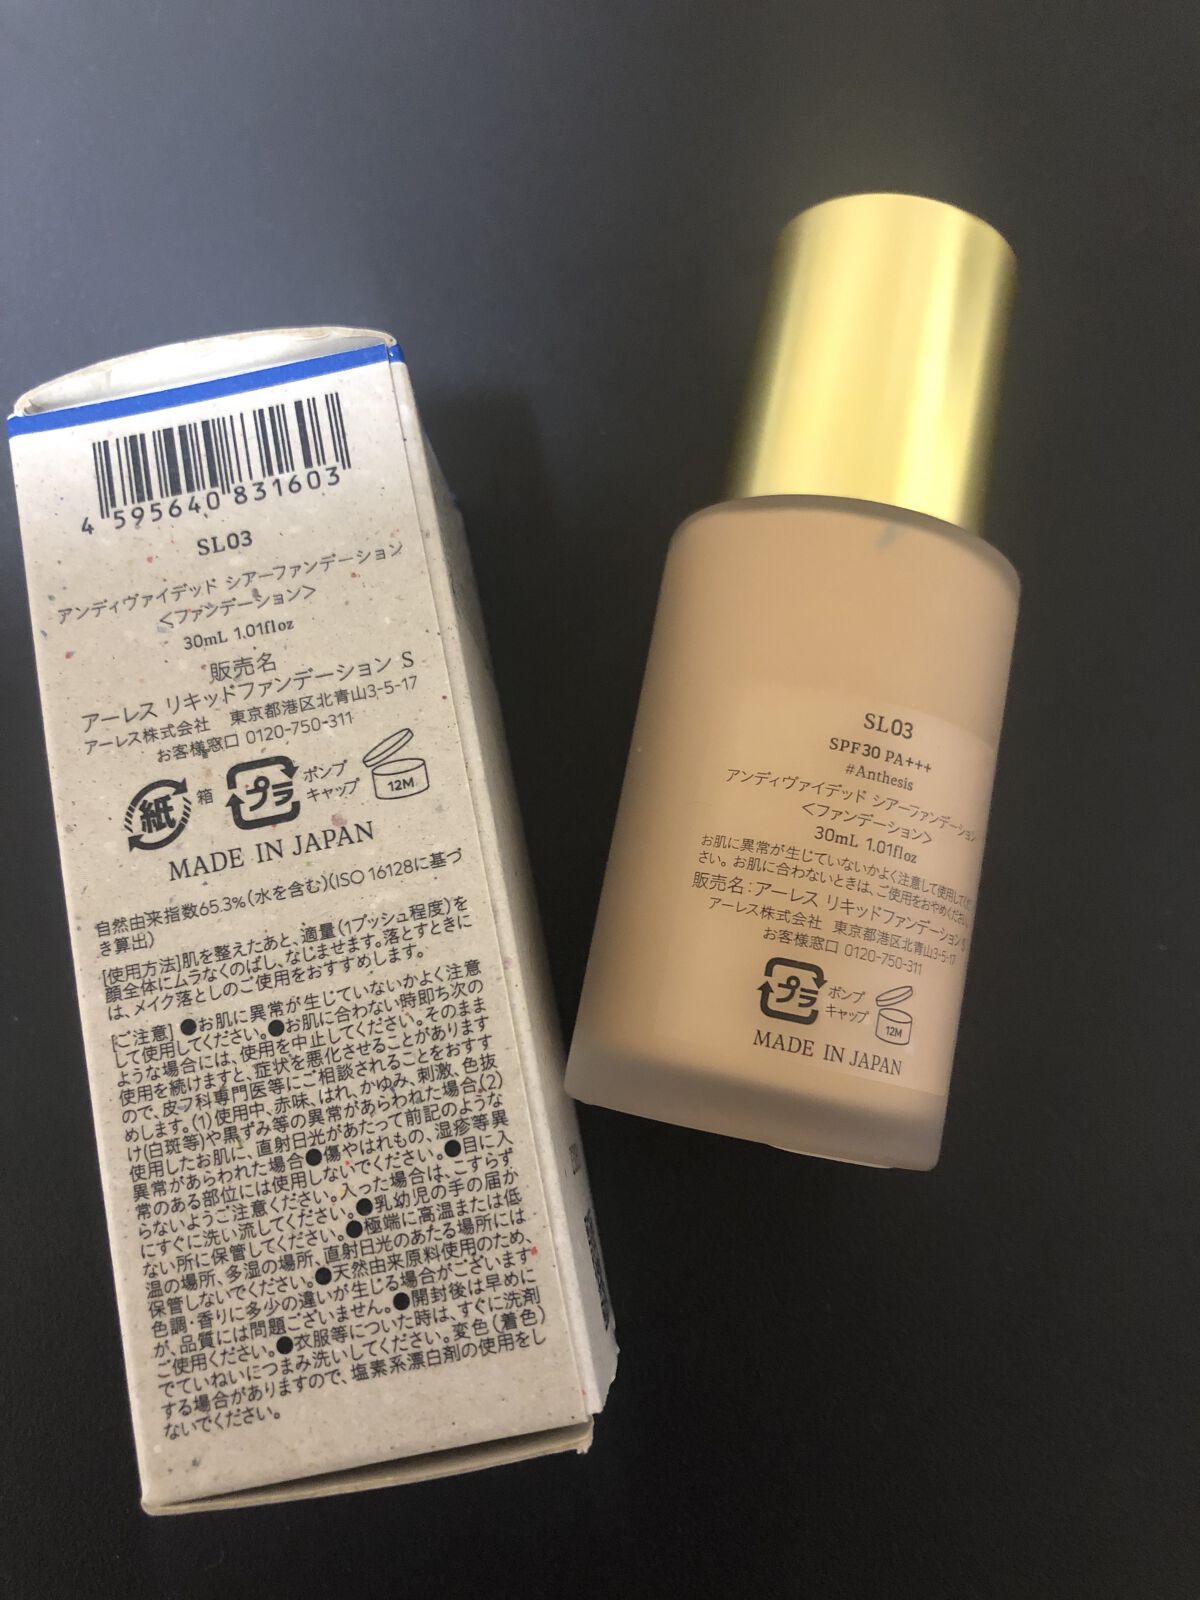 4 595640 831603
SL03
アンディヴァイデッド シアーファンデーション
<ファンデーション>
30mL 1.01floz
販売名
アーレス リキッドファンデーション S
アーレス株式会社 東京都港区北青山3-5-17
お客様窓口 0120-750-311
紙
箱
プラ
ポンプ
キャップ
12M
MADE IN JAPAN
自然由来指数65.3%(水を含む)(ISO 16128に基づ
き算出)
[使用方法]肌を整えたあと、適量(1プッシュ程度)を
顔全体にムラなくのばし、なじませます。落とすときに
は、メイク落としのご使用をおすすめします。
[ご注意] ●お肌に異常が生じていないかよく注意
して使用してください。●お肌に合わない時即ち次の
ような場合には、使用を中止してください。そのまま
使用を続けますと、症状を悪化させることがあります
ので、皮フ科専門医等にご相談されることをおすす
めします。(1)使用中、赤味、はれ、かゆみ、刺激、色抜
け(白斑等)や黒ずみ等の異常があらわれた場合(2)
使用したお肌に、直射日光があたって前記のような
異常があらわれた場合●傷やはれもの、湿疹等異
常のある部位には使用しないでください。●目に入
らないようご注意ください。入った場合は、こすらず
にすぐに洗い流してください。●乳幼児の手の届か
ない所に保管してください。●極端に高温または低
温の場所、多湿の場所、直射日光のあたる場所には
保管しないでください。●天然由来原料使用のため、
色調・香りに多少の違いが生じる場合がございます
が、品質には問題ございません。●開封後は早めに
ご使用ください。●衣服等についた時は、すぐに洗剤
でていねいにつまみ洗いしてください。変色(着色)
する場合がありますので、塩素系漂白剤の使用をし
ないでください。
SL03
SPF30 PA+++
#Anthesis
アンディヴァイデッド シアーファンデーション
<ファンデーション>
30mL 1.01floz
お肌に異常が生じていないかよく注意して使用してくだ
さい。お肌に合わないときは、ご使用をおやめください。
販売名:アーレス リキッドファンデーション S
アーレス株式会社 東京都港区北青山3-5-17
お客様窓口 0120-750-311
プラ
ポンプ
キャップ
12M
MADE IN JAPAN